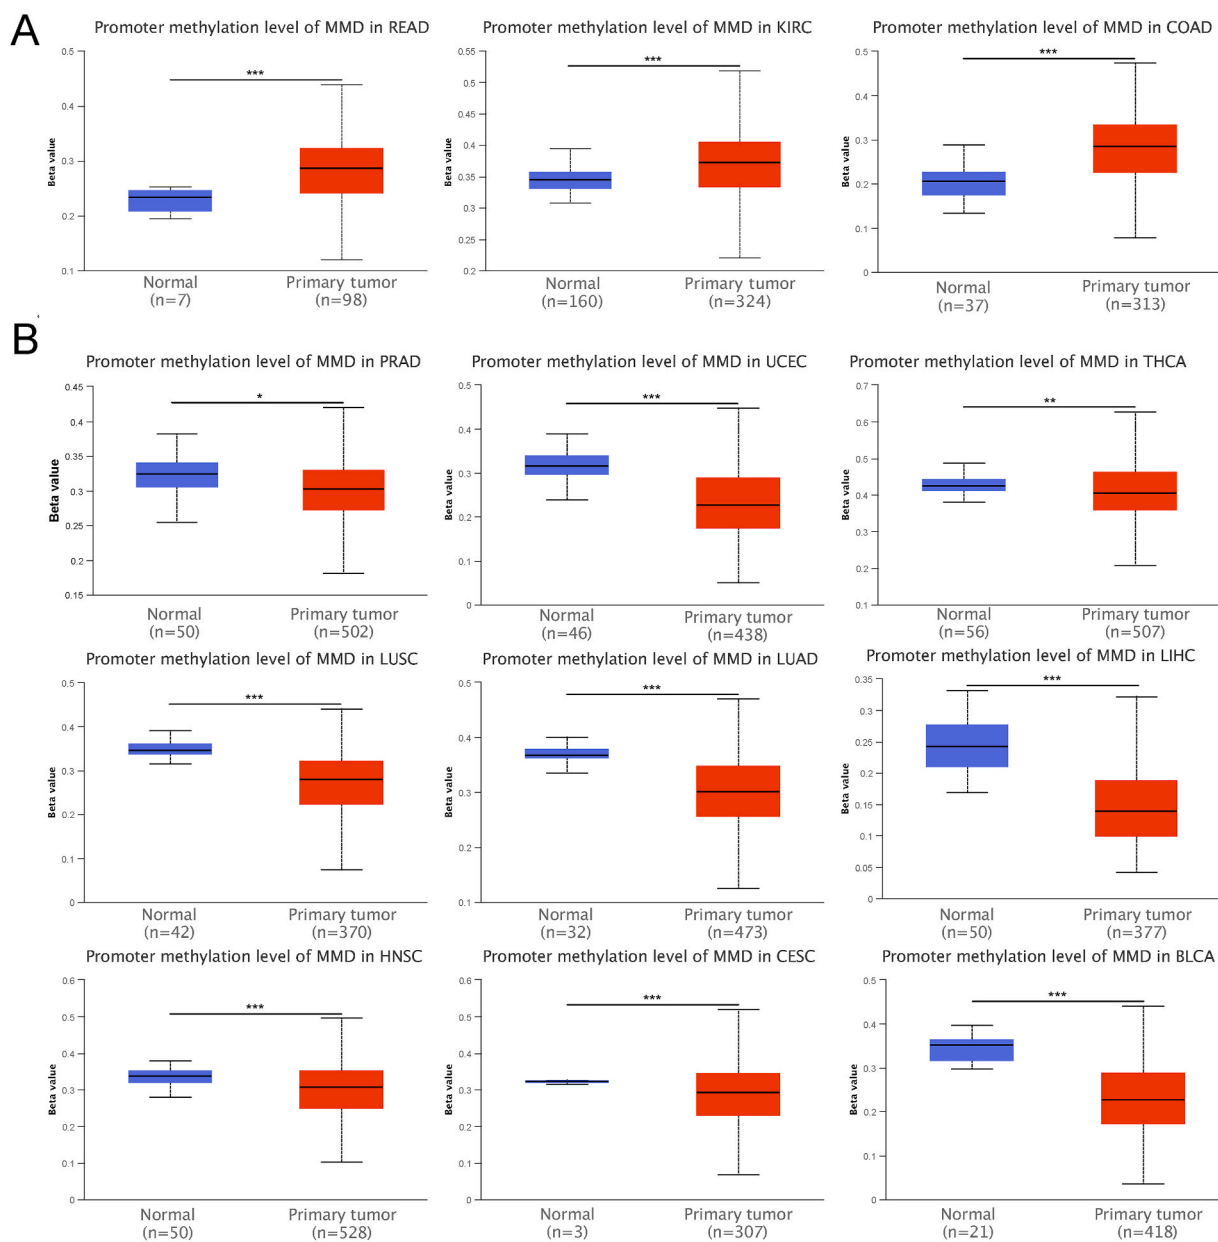 A
Promoter methylation level of MMD in READ
0.5
0.4
0.3
0.2
0.1
Beta value
***
Normal
(n=7)
Primary tumor
(n=98)
Promoter methylation level of MMD in KIRC
0.55
0.5
0.45
0.4
0.35
0.3
0.25
0.2
Beta value
***
Normal
(n=160)
Primary tumor
(n=324)
Promoter methylation level of MMD in COAD
0.5
0.4
0.3
0.2
0.1
0
Beta value
***
Normal
(n=37)
Primary tumor
(n=313)
B
Promoter methylation level of MMD in PRAD
0.45
0.4
0.35
0.3
0.25
0.2
0.15
Beta value
*
Normal
(n=50)
Primary tumor
(n=502)
Promoter methylation level of MMD in UCEC
0.5
0.4
0.3
0.2
0.1
0
Beta value
***
Normal
(n=46)
Primary tumor
(n=438)
Promoter methylation level of MMD in THCA
0.7
0.6
0.5
0.4
0.3
0.2
0.1
Beta value
**
Normal
(n=56)
Primary tumor
(n=507)
Promoter methylation level of MMD in LUSC
0.5
0.4
0.3
0.2
0.1
0
Beta value
***
Normal
(n=42)
Primary tumor
(n=370)
Promoter methylation level of MMD in LUAD
0.5
0.4
0.3
0.2
0.1
Beta value
***
Normal
(n=32)
Primary tumor
(n=473)
Promoter methylation level of MMD in LIHC
0.35
0.3
0.25
0.2
0.15
0.1
0.05
0
Beta value
***
Normal
(n=50)
Primary tumor
(n=377)
Promoter methylation level of MMD in HNSC
0.6
0.5
0.4
0.3
0.2
0.1
0
Beta value
***
Normal
(n=50)
Primary tumor
(n=528)
Promoter methylation level of MMD in CESC
0.6
0.5
0.4
0.3
0.2
0.1
0
Beta value
***
Normal
(n=3)
Primary tumor
(n=307)
Promoter methylation level of MMD in BLCA
0.5
0.4
0.3
0.2
0.1
0
Beta value
***
Normal
(n=21)
Primary tumor
(n=418)